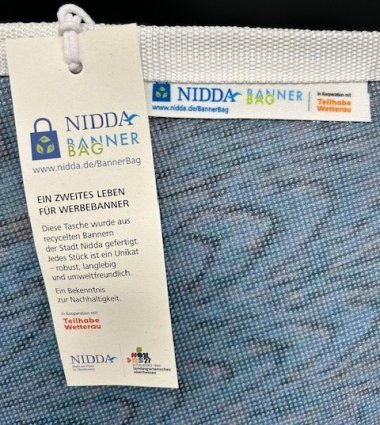 NIDDA
BANNER
BAG
www.nidda.de/BannerBag
EIN ZWEITES LEBEN
FÜR WERBEBANNER
Diese Tasche wurde aus
recycelten Bannern
der Stadt Nidda gefertigt.
Jedes Stück ist ein Unikat
– robust, langlebig
und umweltfreundlich.
Ein Bekenntnis
zur Nachhaltigkeit.
In Kooperation mit
Teilhabe
Wetterau
NIDDA
landesgartenschau
oberhessen
NIDDA BANNER
BAG
www.nidda.de/BannerBag
In Kooperation mit
Teilhabe
Wetterau